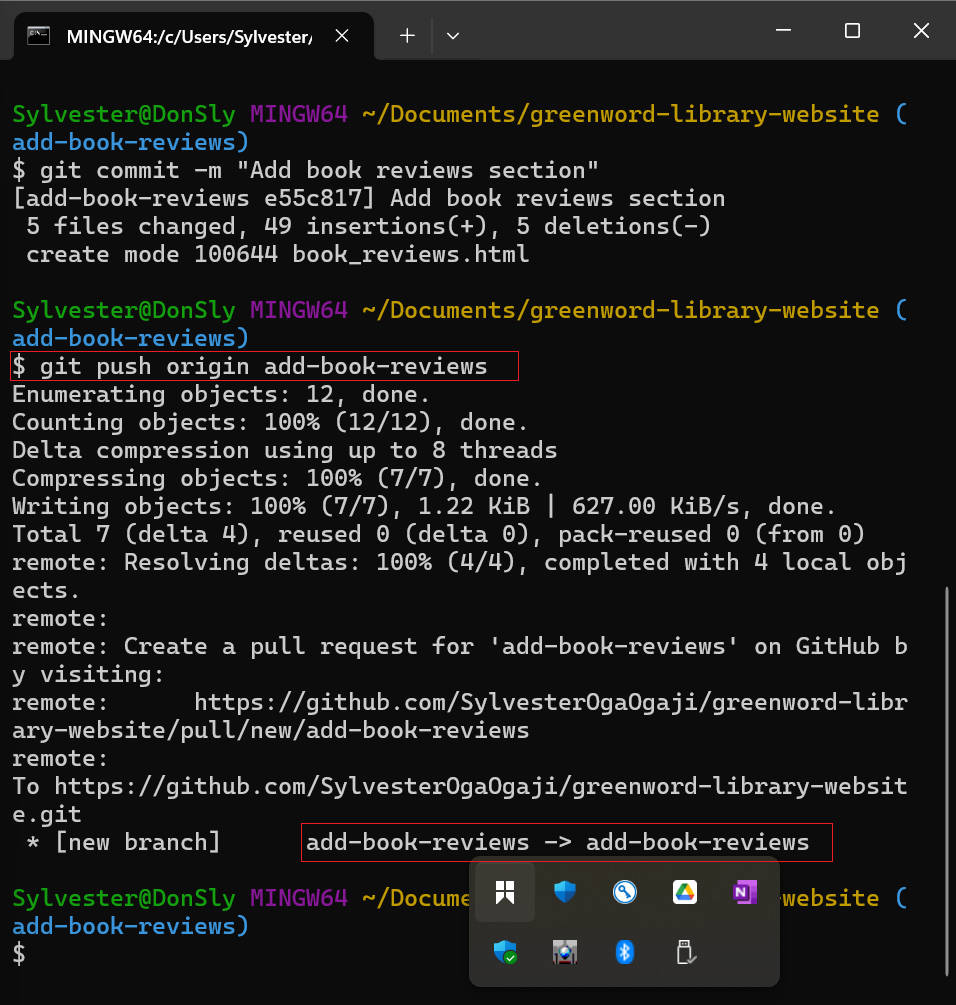 MINGW64:/c/Users/Sylvester/
Sylvester@DonSly MINGW64 ~/Documents/greenword-library-website (
add-book-reviews)
$ git commit -m "Add book reviews section"
[add-book-reviews e55c817] Add book reviews section
 5 files changed, 49 insertions(+), 5 deletions(-)
 create mode 100644 book_reviews.html
Sylvester@DonSly MINGW64 ~/Documents/greenword-library-website (
add-book-reviews)
$ git push origin add-book-reviews
Enumerating objects: 12, done.
Counting objects: 100% (12/12), done.
Delta compression using up to 8 threads
Compressing objects: 100% (7/7), done.
Writing objects: 100% (7/7), 1.22 KiB | 627.00 KiB/s, done.
Total 7 (delta 4), reused 0 (delta 0), pack-reused 0 (from 0)
remote: Resolving deltas: 100% (4/4), completed with 4 local obj
ects.
remote:
remote: Create a pull request for 'add-book-reviews' on GitHub b
y visiting:
remote:      https://github.com/SylvesterOgaOgaji/greenword-libr
ary-website/pull/new/add-book-reviews
remote:
To https://github.com/SylvesterOgaOgaji/greenword-library-websit
e.git
 * [new branch]      add-book-reviews -> add-book-reviews
Sylvester@DonSly MINGW64 ~/Docume website (
add-book-reviews)
$